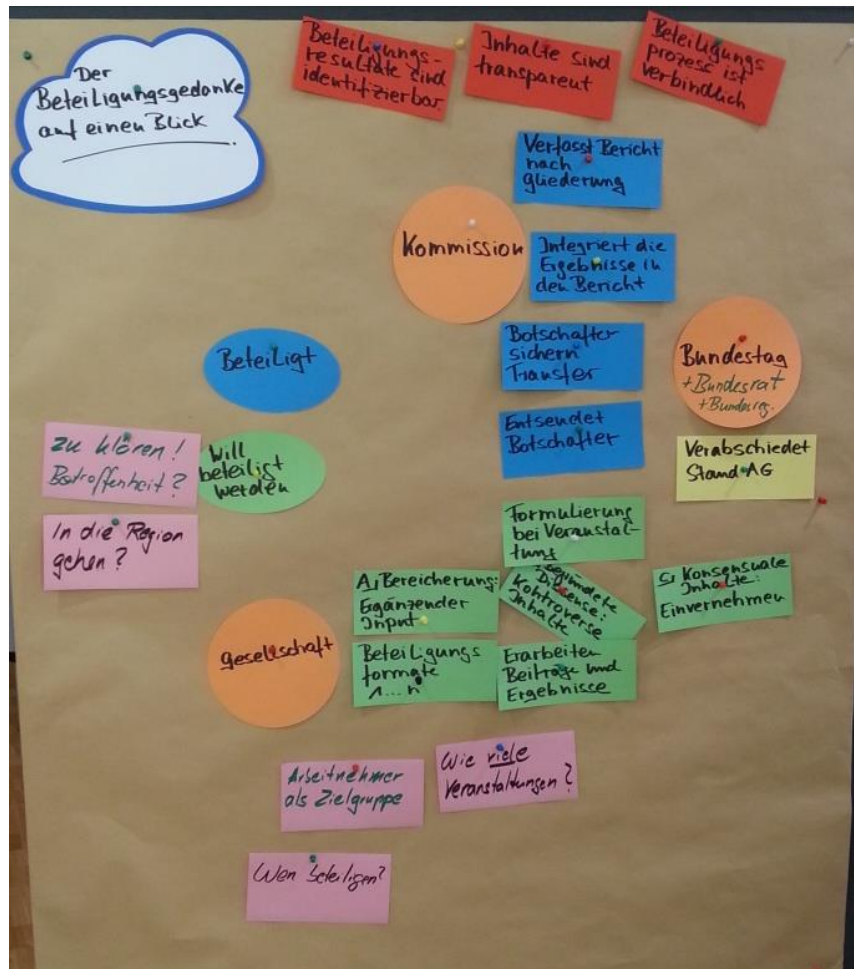 Der
Beteiligungsgedanke
auf einen Blick
Beteiligungs-
resultate sind
identifizierbar
Inhalte sind
transparent
Beteiligungs
prozess ist
verbindlich
Verfasst Bericht
nach
gliederung
Kommission
Integriert die
Ergebnisse in
den Bericht
Beteiligt
Botschafter
sichern
Transfer
Bundestag
+Bundesrat
+Bundesreg.
Entsendet
Botschafter
Verabschiedet
Stand AG
Zu klären!
Betroffenheit?
Will
beteiligt
werden
In die Region
gehen?
Formulierung
bei Veranstal-
tung
A) Bereicherung:
Ergänzender
Input
begründete
Dissense:
Kontroverse
Inhalte
C) Konsensuale
Inhalte:
Einvernehmen
gesellschaft
Beteiligungs
formate
1...n
Erarbeiten
Beiträge und
Ergebnisse
Arbeitnehmer
als Zielgruppe
Wie viele
Veranstaltungen?
Wen beteiligen?